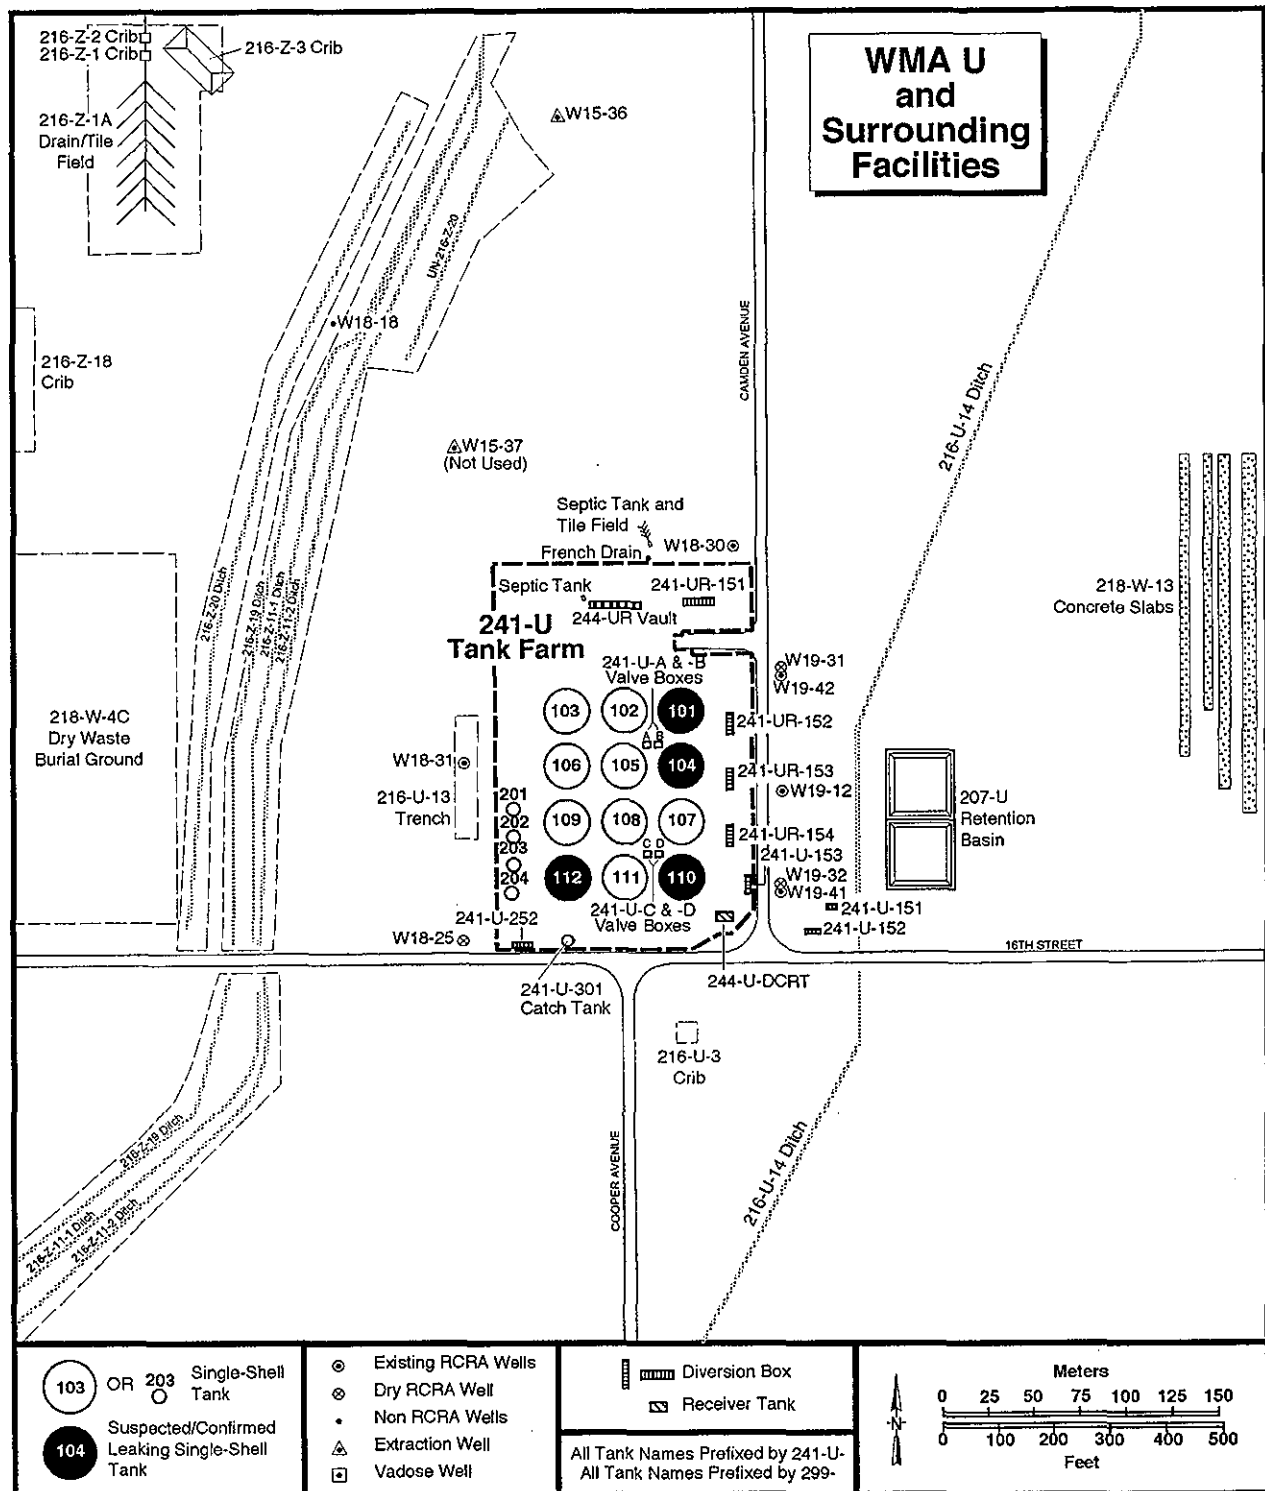 WMA U
and
Surrounding
Facilities
216-Z-2 Crib
216-Z-1 Crib
216-Z-3 Crib
216-Z-1A
Drain/Tile
Field
W15-36
UN-216-Z-20
W18-18
216-Z-18
Crib
CAMDEN AVENUE
216-U-14 Ditch
W15-37
(Not Used)
Septic Tank and
Tile Field
French Drain
W18-30
Septic Tank
241-UR-151
244-UR Vault
218-W-13
Concrete Slabs
216-Z-20 Ditch
216-Z-19 Ditch
216-Z-11-1 Ditch
216-Z-11-2 Ditch
241-U
Tank Farm
241-U-A & -B
Valve Boxes
W19-31
W19-42
103
102
101
A B
241-UR-152
218-W-4C
Dry Waste
Burial Ground
W18-31
106
105
104
241-UR-153
W19-12
216-U-13
Trench
201
202
203
204
109
108
107
241-UR-154
207-U
Retention
Basin
C D
241-U-153
112
111
110
W19-32
W19-41
241-U-C & -D
Valve Boxes
241-U-151
241-U-152
241-U-252
W18-25
16TH STREET
241-U-301
Catch Tank
244-U-DCRT
216-U-3
Crib
216-Z-19 Ditch
216-Z-11-1 Ditch
216-Z-11-2 Ditch
COOPER AVENUE
216-U-14 Ditch
103 OR 203 Single-Shell
Tank
104 Suspected/Confirmed
Leaking Single-Shell
Tank
Existing RCRA Wells
Dry RCRA Well
Non RCRA Wells
Extraction Well
Vadose Well
Diversion Box
Receiver Tank
All Tank Names Prefixed by 241-U-
All Tank Names Prefixed by 299-
N
Meters
0 25 50 75 100 125 150
0 100 200 300 400 500
Feet